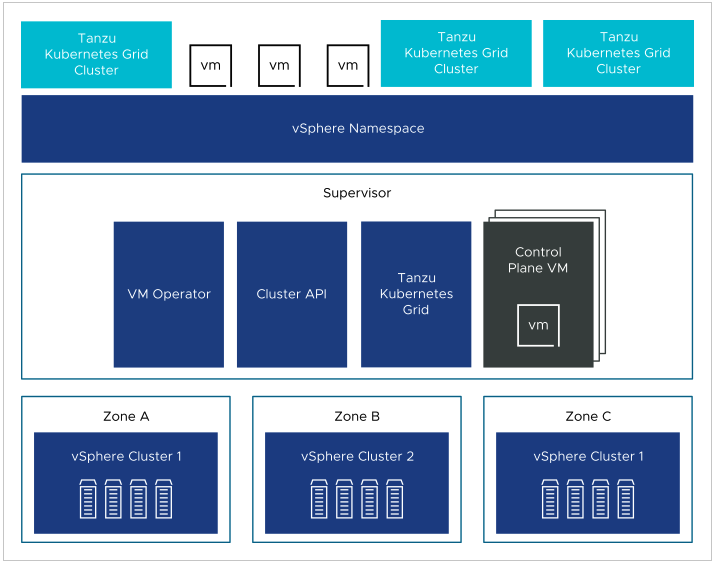 Tanzu
Kubernetes Grid
Cluster
vm
vm
vm
Tanzu
Kubernetes Grid
Cluster
Tanzu
Kubernetes Grid
Cluster
vSphere Namespace
Supervisor
VM Operator
Cluster API
Tanzu
Kubernetes
Grid
Control
Plane VM
vm
Zone A
vSphere Cluster 1
Zone B
vSphere Cluster 2
Zone C
vSphere Cluster 1